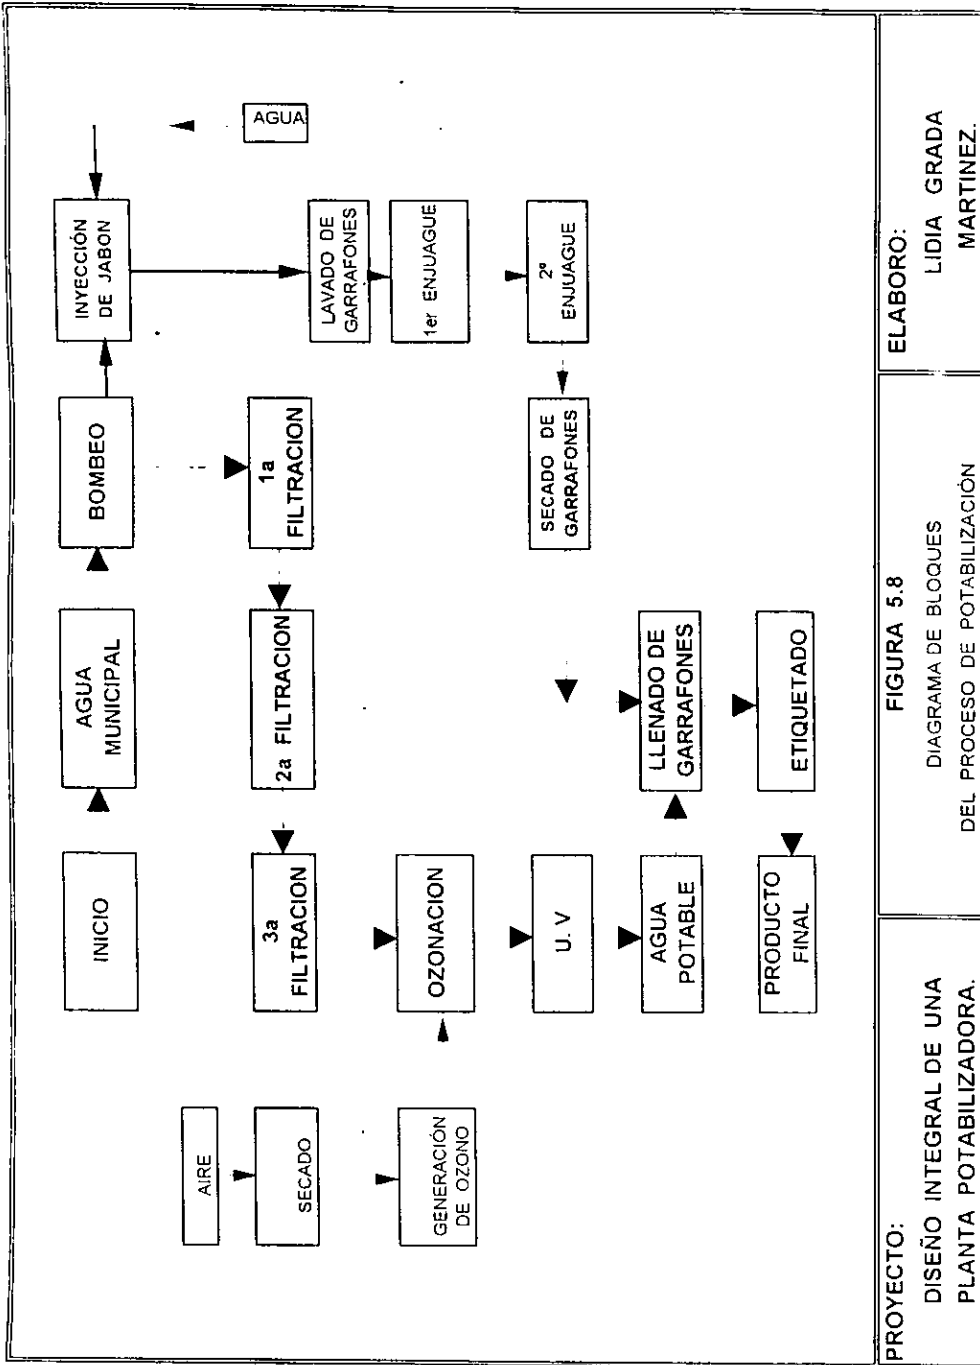 INICIO
AGUA
MUNICIPAL
BOMBEO
INYECCIÓN
DE JABON
AIRE
SECADO
3a
FILTRACION
2a FILTRACION
1a
FILTRACION
LAVADO DE
GARRAFONES
AGUA
GENERACIÓN
DE OZONO
OZONACION
1er ENJUAGUE
U. V
SECADO DE
GARRAFONES
2º
ENJUAGUE
AGUA
POTABLE
LLENADO DE
GARRAFONES
PRODUCTO
FINAL
ETIQUETADO
PROYECTO:
DISEÑO INTEGRAL DE UNA
PLANTA POTABILIZADORA.
FIGURA 5.8
DIAGRAMA DE BLOQUES
DEL PROCESO DE POTABILIZACIÓN
ELABORO:
LIDIA GRADA
MARTINEZ.